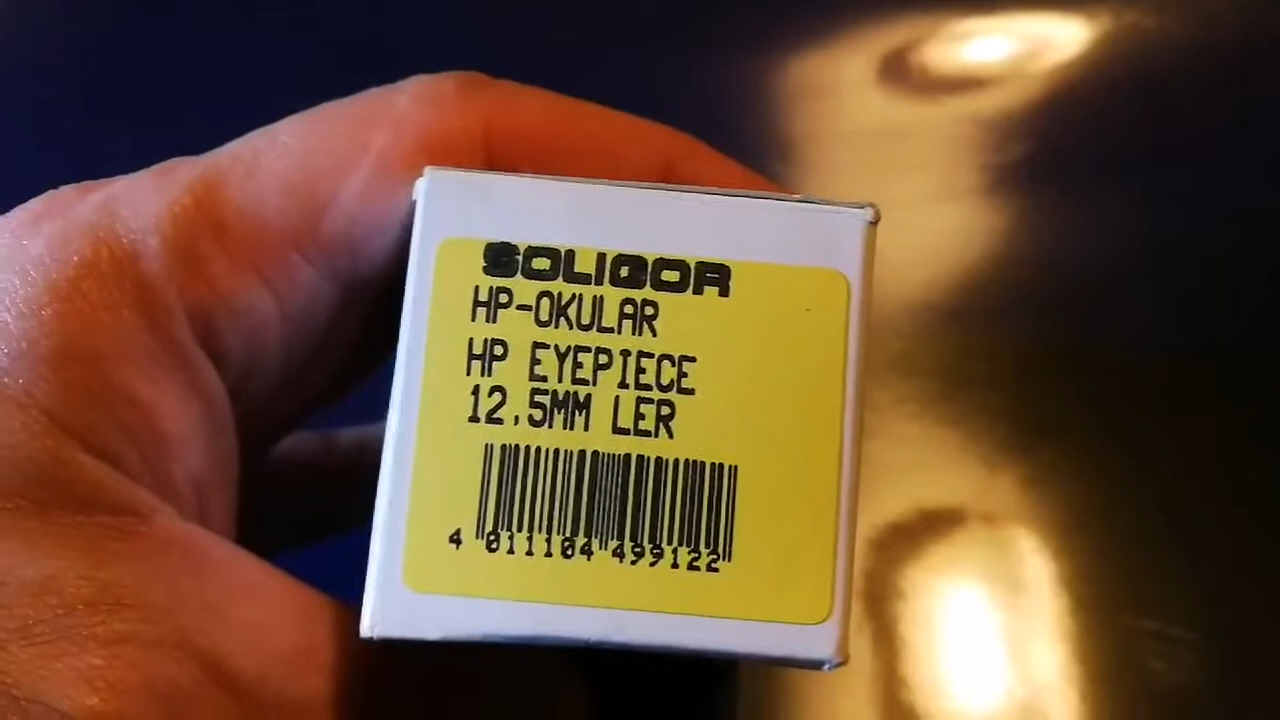 SOLIGOR
HP-OKULAR
HP EYEPIECE
12.5MM LER
4 011104 499122